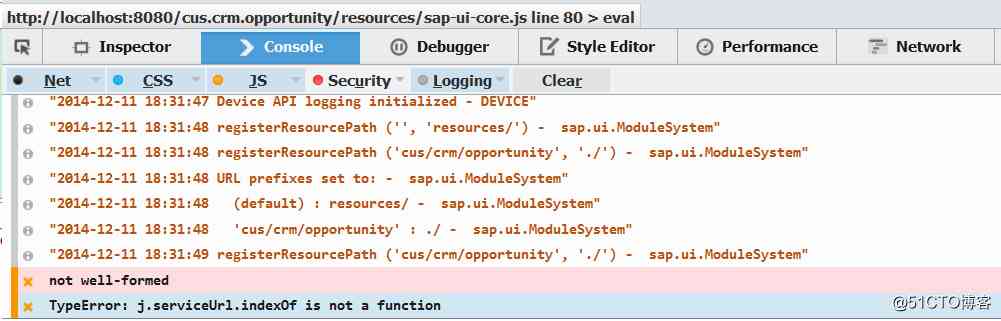 http://localhost:8080/cus.crm.opportunity/resources/sap-ui-core.js line 80 > eval
Inspector Console Debugger Style Editor Performance Network
Net CSS JS Security Logging Clear
"2014-12-11 18:31:47 Device API logging initialized - DEVICE"
"2014-12-11 18:31:48 registerResourcePath ('', 'resources/') -  sap.ui.ModuleSystem"
"2014-12-11 18:31:48 registerResourcePath ('cus/crm/opportunity', './') -  sap.ui.ModuleSystem"
"2014-12-11 18:31:48 URL prefixes set to: -  sap.ui.ModuleSystem"
"2014-12-11 18:31:48   (default) : resources/ -  sap.ui.ModuleSystem"
"2014-12-11 18:31:48   'cus/crm/opportunity' : ./ -  sap.ui.ModuleSystem"
"2014-12-11 18:31:49 registerResourcePath ('cus/crm/opportunity', './') -  sap.ui.ModuleSystem"
not well-formed
TypeError: j.serviceUrl.indexOf is not a function
@51CTO博客